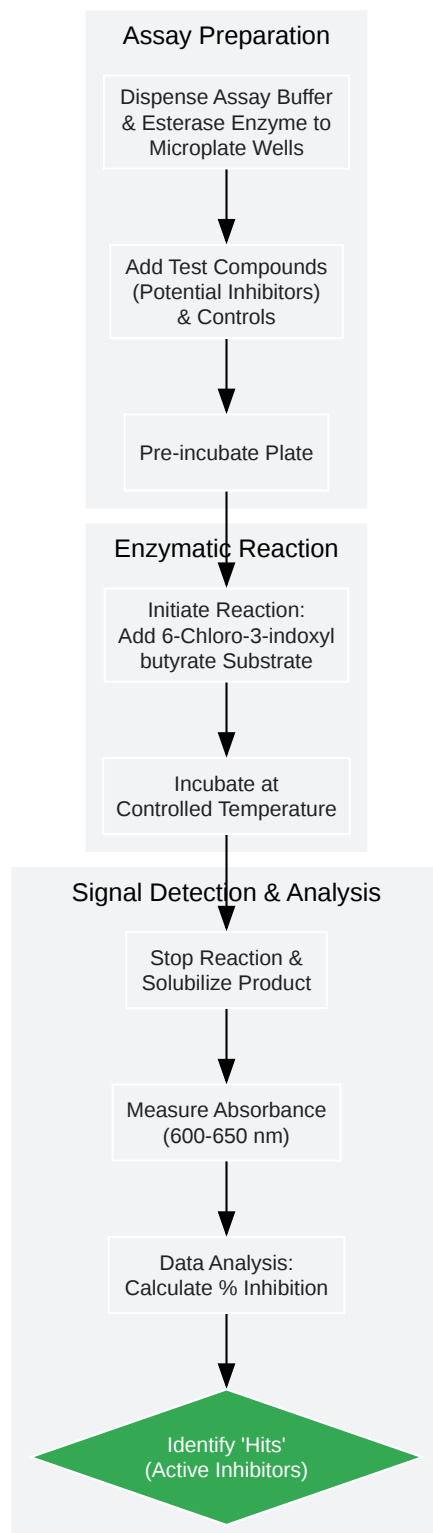 Assay Preparation
Dispense Assay Buffer
& Esterase Enzyme to
Microplate Wells
Add Test Compounds
(Potential Inhibitors)
& Controls
Pre-incubate Plate
Enzymatic Reaction
Initiate Reaction:
Add 6-Chloro-3-indoxyl
butyrate Substrate
Incubate at
Controlled Temperature
Signal Detection & Analysis
Stop Reaction &
Solubilize Product
Measure Absorbance
(600-650 nm)
Data Analysis:
Calculate % Inhibition
Identify 'Hits'
(Active Inhibitors)